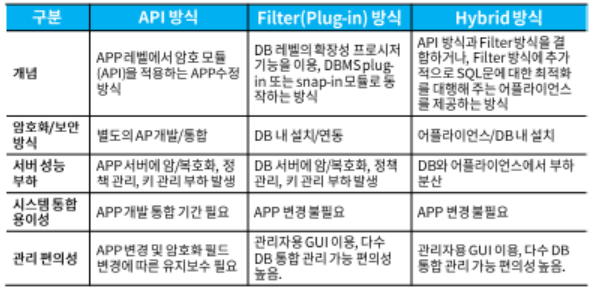 구분 API 방식 Filter(Plug-in) 방식 Hybrid 방식
개념
APP 레벨에서 암호 모듈
(API)을 적용하는 APP수정
방식
DB 레벨의 확장성 프로시저
기능을 이용, DBMS plug-
in 또는 snap-in 모듈로 동
작하는 방식
API 방식과 Filter 방식을 결
합하거나, Filter 방식에 추가
적으로 SQL문에 대한 최적화
를 대행해 주는 어플라이언스
를 제공하는 방식
암호화/보안
방식
별도의 AP 개발/통합
DB 내 설치/연동
어플라이언스/DB 내 설치
서버 성능
부하
APP 서버에 암/복호화, 정
책 관리, 키 관리 부하 발생
DB 서버에 암/복호화, 정책
관리, 키 관리 부하 발생
DB와 어플라이언스에서 부하
분산
시스템 통합
용이성
APP 개발 통합 기간 필요
APP 변경 불필요
APP 변경 불필요
관리 편의성
APP 변경 및 암호화 필드
변경에 따른 유지보수 필요
관리자용 GUI 이용, 다수
DB 통합 관리 가능 편의성
높음.
관리자용 GUI 이용, 다수 DB
통합 관리 가능 편의성 높음.